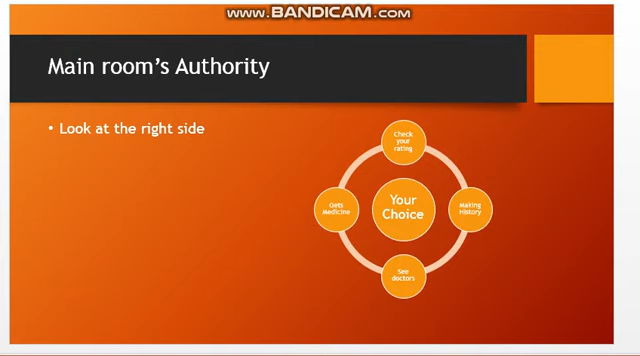 www.BANDICAM.com
Main room’s Authority
• Look at the right side
Check
your
rating
Gets
Medicine
Your
Choice
Making
History
See
doctors